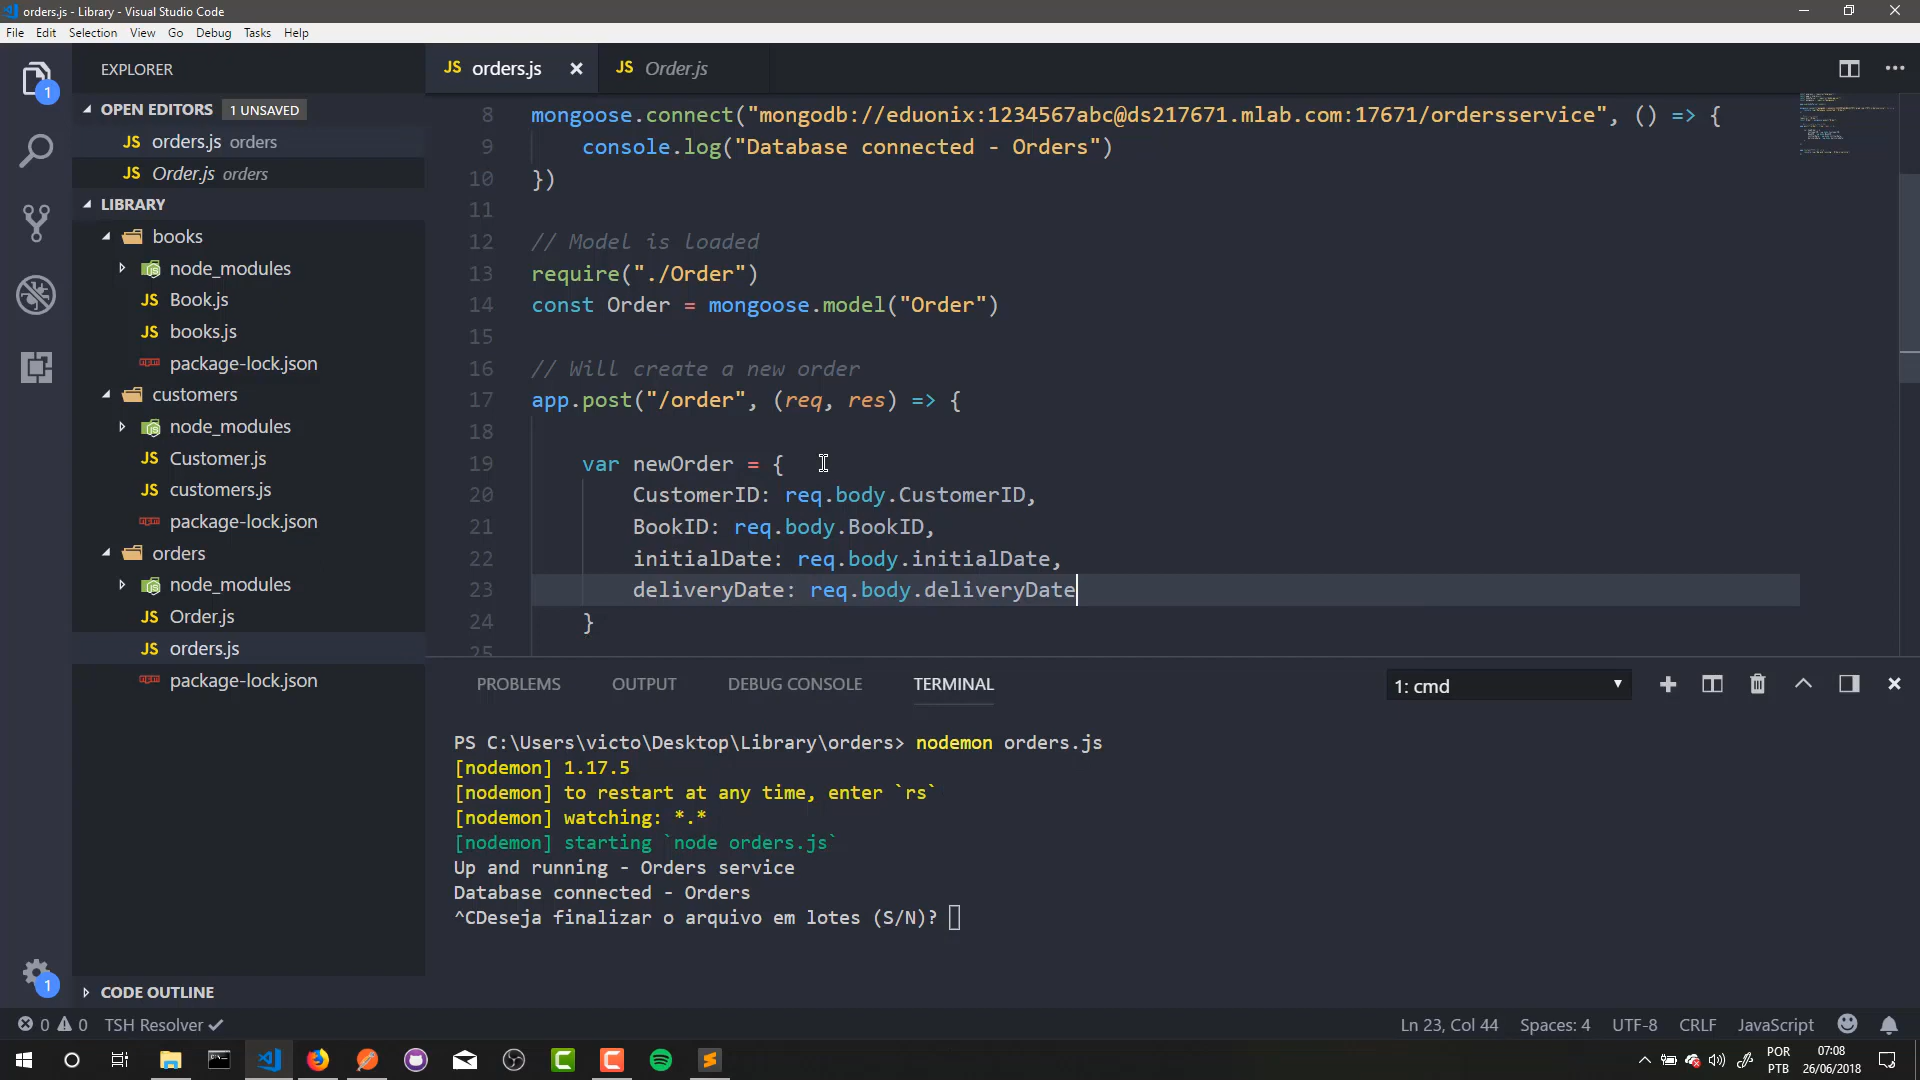 orders.js - Library - Visual Studio Code
File Edit Selection View Go Debug Tasks Help
EXPLORER
1
OPEN EDITORS 1 UNSAVED
JS orders.js orders
JS Order.js orders
LIBRARY
books
node_modules
JS Book.js
JS books.js
package-lock.json
customers
node_modules
JS Customer.js
JS customers.js
package-lock.json
orders
node_modules
JS Order.js
JS orders.js
package-lock.json
1
CODE OUTLINE
JS orders.js
JS Order.js
8 mongoose.connect("mongodb://eduonix:1234567abc@ds217671.mlab.com:17671/ordersservice", () => {
9 console.log("Database connected - Orders")
10 })
11
12 // Model is loaded
13 require("./Order")
14 const Order = mongoose.model("Order")
15
16 // Will create a new order
17 app.post("/order", (req, res) => {
18
19 var newOrder = {
20 CustomerID: req.body.CustomerID,
21 BookID: req.body.BookID,
22 initialDate: req.body.initialDate,
23 deliveryDate: req.body.deliveryDate
24 }
25
PROBLEMS OUTPUT DEBUG CONSOLE TERMINAL 1: cmd
PS C:\Users\victo\Desktop\Library\orders> nodemon orders.js
[nodemon] 1.17.5
[nodemon] to restart at any time, enter `rs`
[nodemon] watching: *.*
[nodemon] starting `node orders.js`
Up and running - Orders service
Database connected - Orders
^CDeseja finalizar o arquivo em lotes (S/N)?
0 0 TSH Resolver Ln 23, Col 44 Spaces: 4 UTF-8 CRLF JavaScript
POR
PTB
07:08
26/06/2018